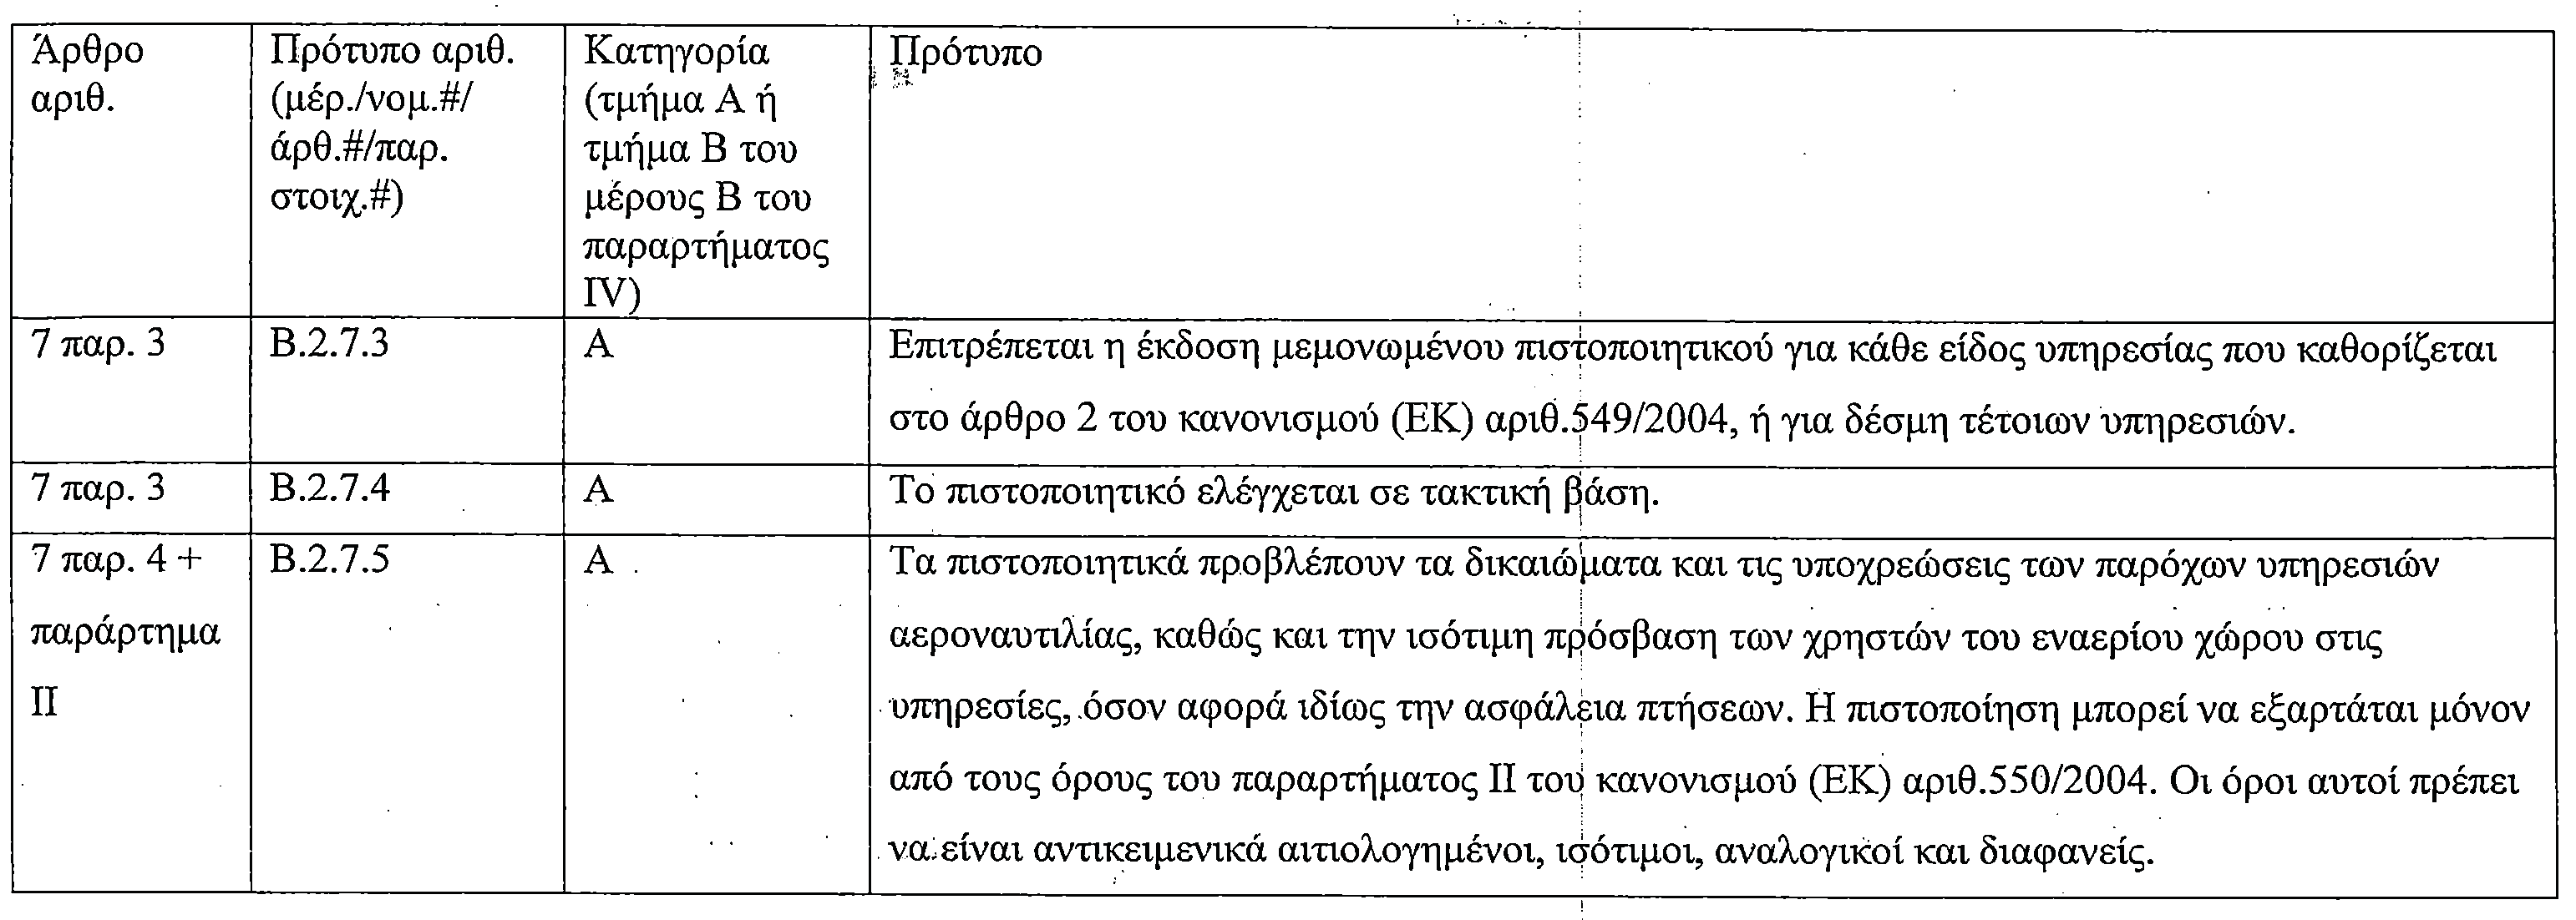 Άρθρο
αριθ.
Πρότυπο αριθ.
(μέρ./νομ.#/
άρθ.#/παρ.
στοιχ.#)
Κατηγορία
(τμήμα Α ή
τμήμα Β του
μέρους Β του
παραρτήματος
IV)
Πρότυπο
7 παρ. 3
Β.2.7.3
Α
Επιτρέπεται η έκδοση μεμονωμένου πιστοποιητικού για κάθε είδος υπηρεσίας που καθορίζεται
στο άρθρο 2 του κανονισμού (ΕΚ) αριθ.549/2004, ή για δέσμη τέτοιων υπηρεσιών.
7 παρ. 3
Β.2.7.4
Α
Το πιστοποιητικό ελέγχεται σε τακτική βάση.
7 παρ. 4 +
παράρτημα
ΙΙ
Β.2.7.5
Α
Τα πιστοποιητικά προβλέπουν τα δικαιώματα και τις υποχρεώσεις των παρόχων υπηρεσιών
αεροναυτιλίας, καθώς και την ισότιμη πρόσβαση των χρηστών του εναερίου χώρου στις
υπηρεσίες, όσον αφορά ιδίως την ασφάλεια πτήσεων. Η πιστοποίηση μπορεί να εξαρτάται μόνον
από τους όρους του παραρτήματος ΙΙ του κανονισμού (ΕΚ) αριθ.550/2004. Οι όροι αυτοί πρέπει
να είναι αντικειμενικά αιτιολογημένοι, ισότιμοι, αναλογικοί και διαφανείς.